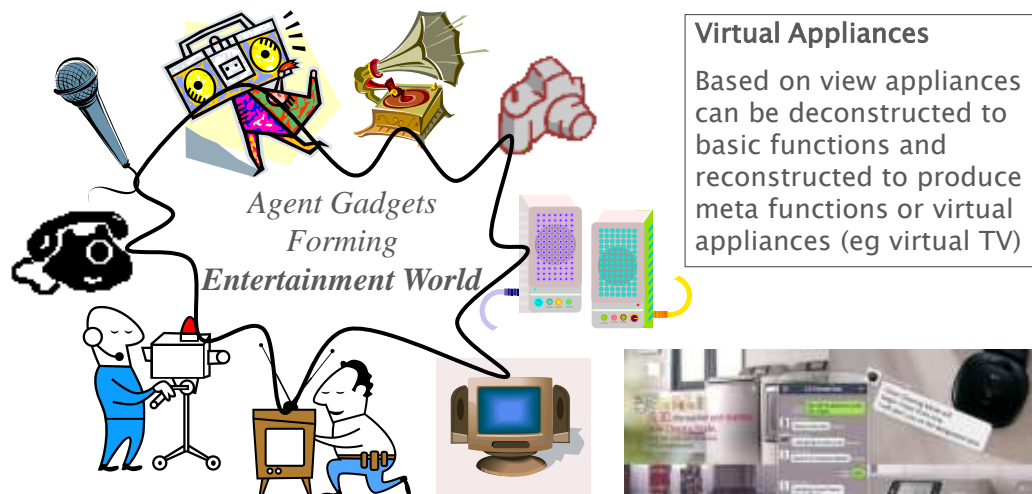 Agent Gadgets
Forming
Entertainment World
Virtual Appliances
Based on view appliances
can be deconstructed to
basic functions and
reconstructed to produce
meta functions or virtual
appliances (eg virtual TV)